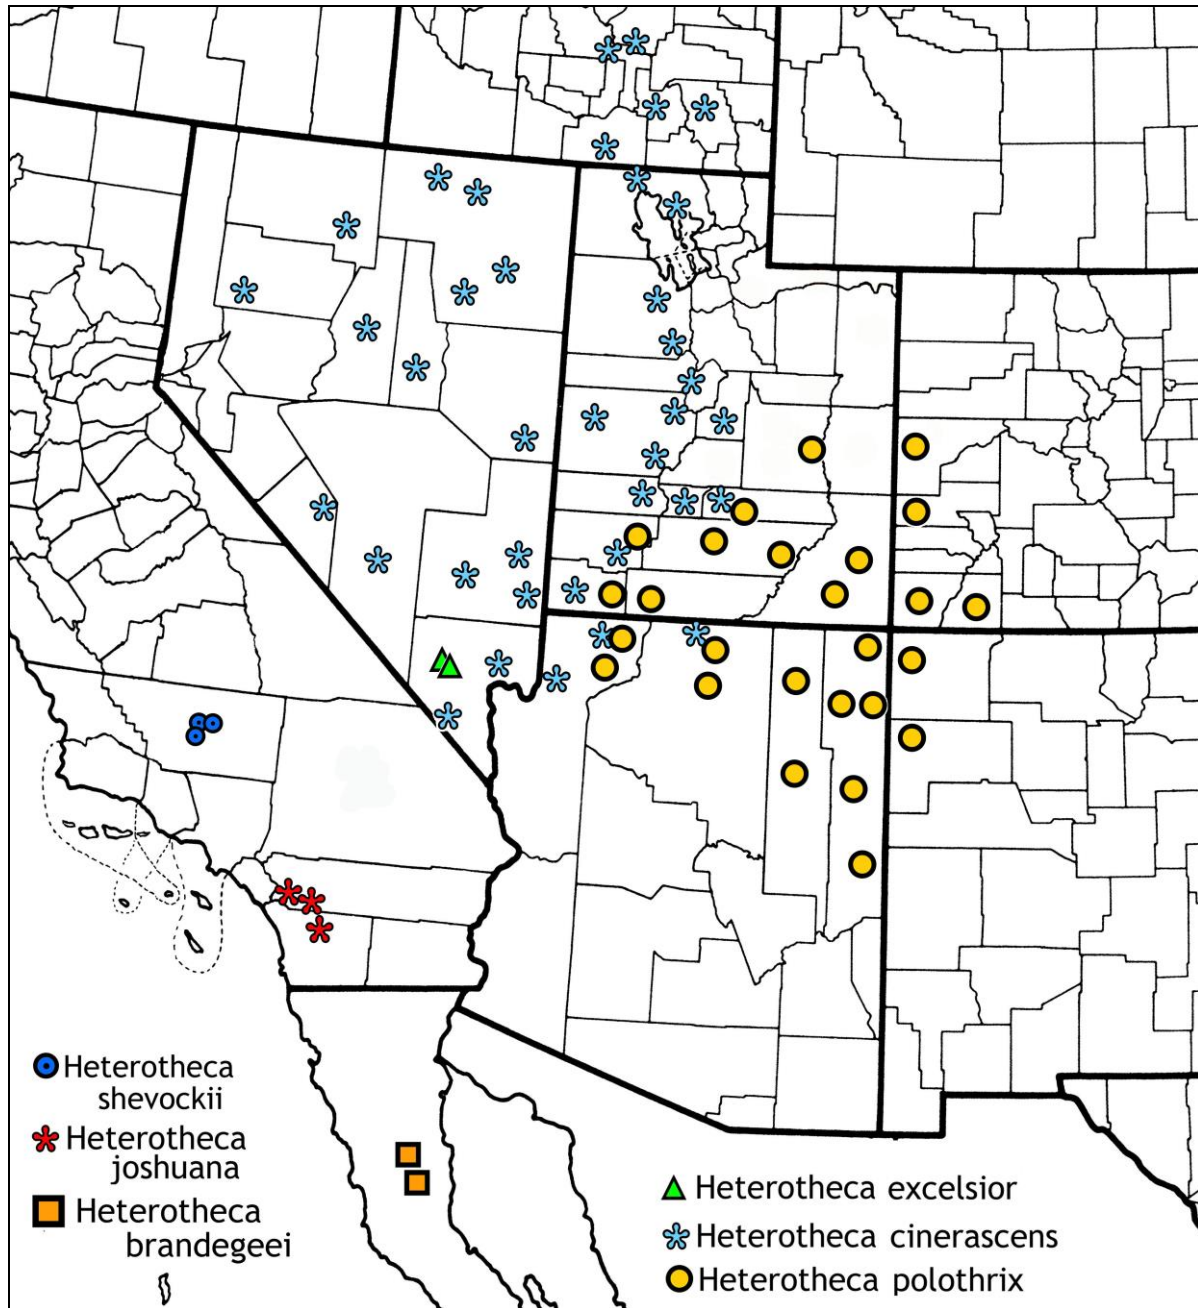 Heterotheca
shevockii
Heterotheca
joshuana
Heterotheca
brandegeei
Heterotheca excelsior
Heterotheca cinerascens
Heterotheca polothrix